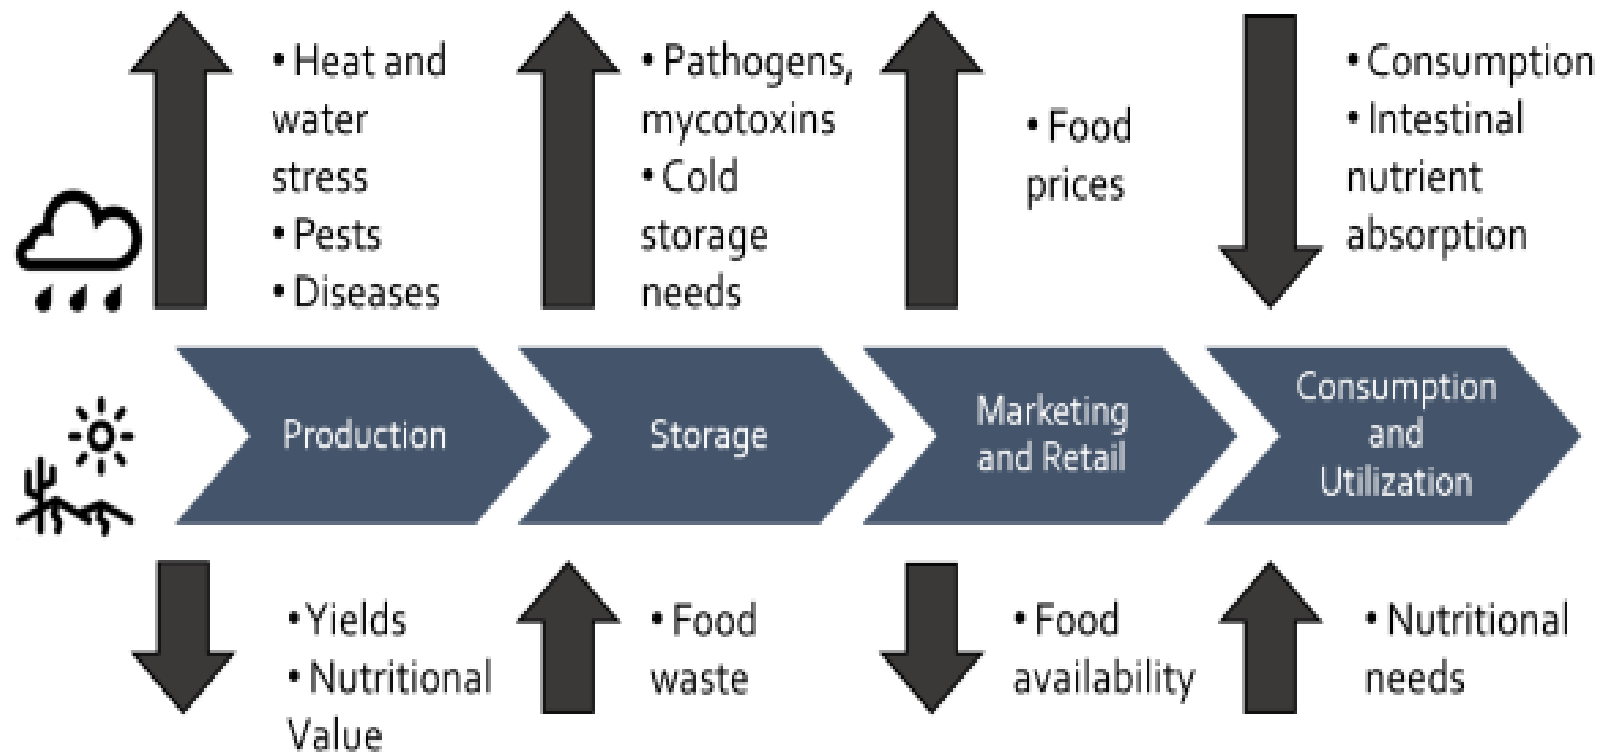 • Heat and
water
stress
• Pests
• Diseases
• Pathogens,
mycotoxins
• Cold
storage
needs
• Food
prices
• Consumption
• Intestinal
nutrient
absorption
Production
Storage
Marketing
and Retail
Consumption
and
Utilization
• Yields
• Nutritional
Value
• Food
waste
• Food
availability
• Nutritional
needs